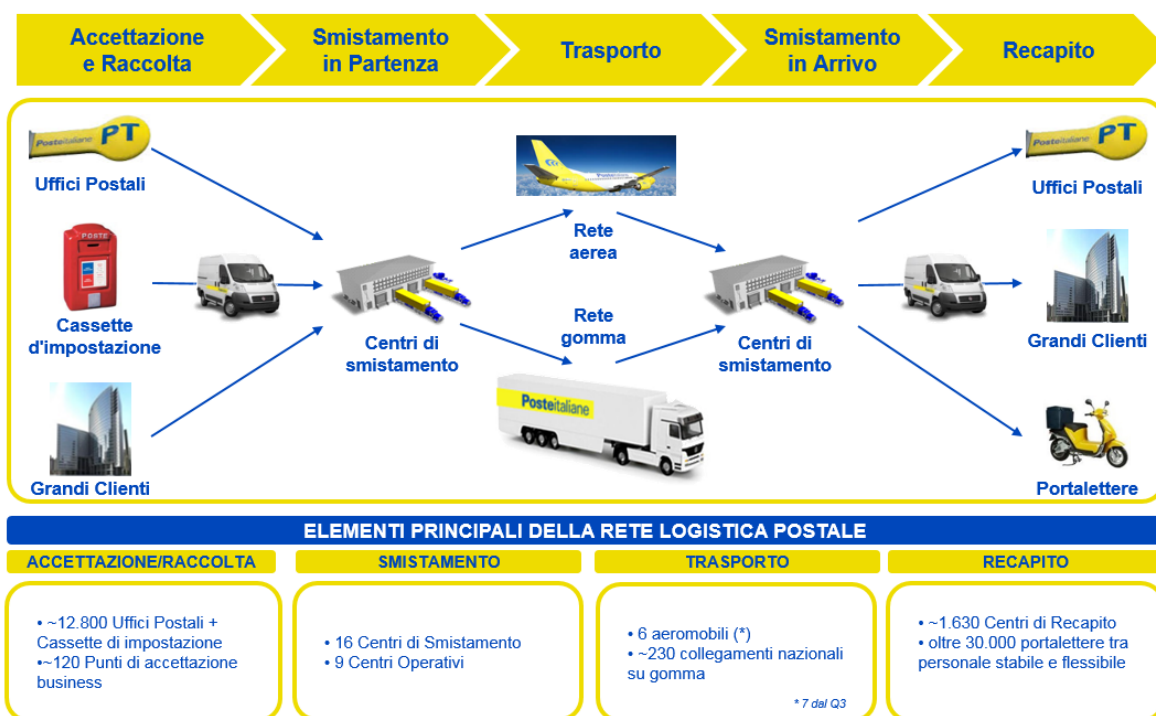 Accettazione
e Raccolta
Smistamento
in Partenza
Trasporto
Smistamento
in Arrivo
Recapito
Posteitaliane PT
Uffici Postali
POSTE
Cassette
d'impostazione
Grandi Clienti
Centri di
smistamento
Posteitaliane
Rete
aerea
Rete
gomma
Posteitaliane
Centri di
smistamento
Posteitaliane PT
Uffici Postali
Grandi Clienti
Portalettere
ELEMENTI PRINCIPALI DELLA RETE LOGISTICA POSTALE
ACCETTAZIONE/RACCOLTA
• ~12.800 Uffici Postali +
Cassette di impostazione
•~120 Punti di accettazione
business
SMISTAMENTO
• 16 Centri di Smistamento
• 9 Centri Operativi
TRASPORTO
• 6 aeromobili (*)
• ~230 collegamenti nazionali
su gomma
* 7 dal Q3
RECAPITO
• ~1.630 Centri di Recapito
• oltre 30.000 portalettere tra
personale stabile e flessibile